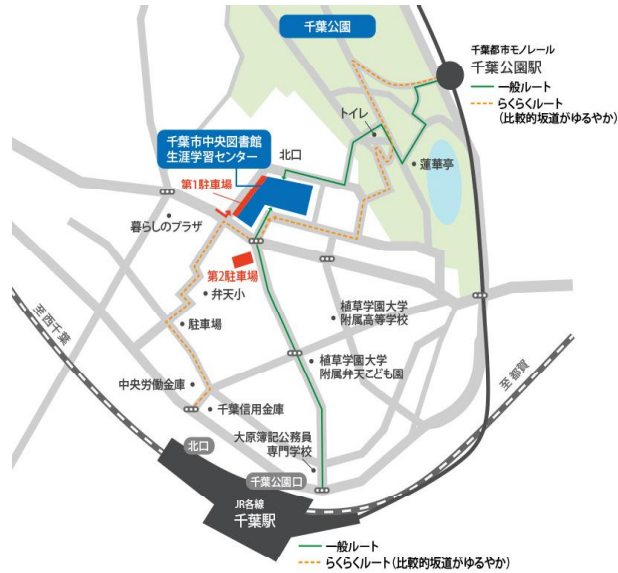 千葉公園
千葉都市モノレール
千葉公園駅
一般ルート
らくらくルート
(比較的坂道がゆるやか)
トイレ
千葉市中央図書館
生涯学習センター
北口
蓮華亭
第1駐車場
暮らしのプラザ
第2駐車場
弁天小
植草学園大学
附属高等学校
駐車場
至西千葉
植草学園大学
附属弁天こども園
至都賀
中央労働金庫
千葉信用金庫
大原簿記公務員
専門学校
北口
千葉公園口
JR各線
千葉駅
一般ルート
らくらくルート(比較的坂道がゆるやか)